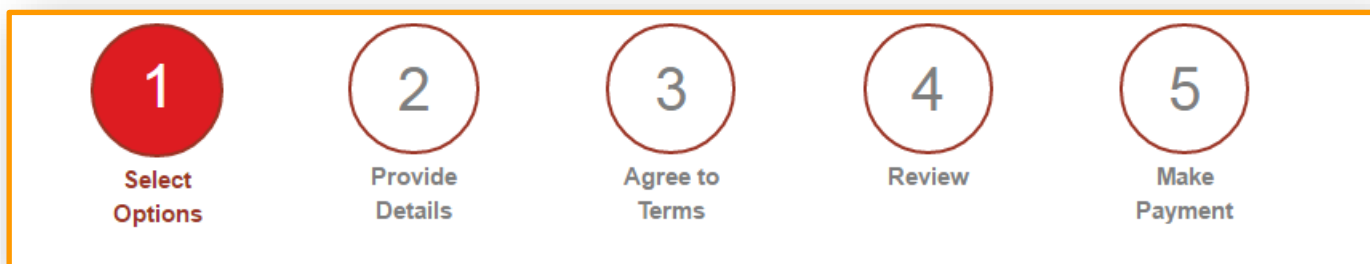 1 2 3 4 5
Select Provide Agree to Review Make
Options Details Terms Payment